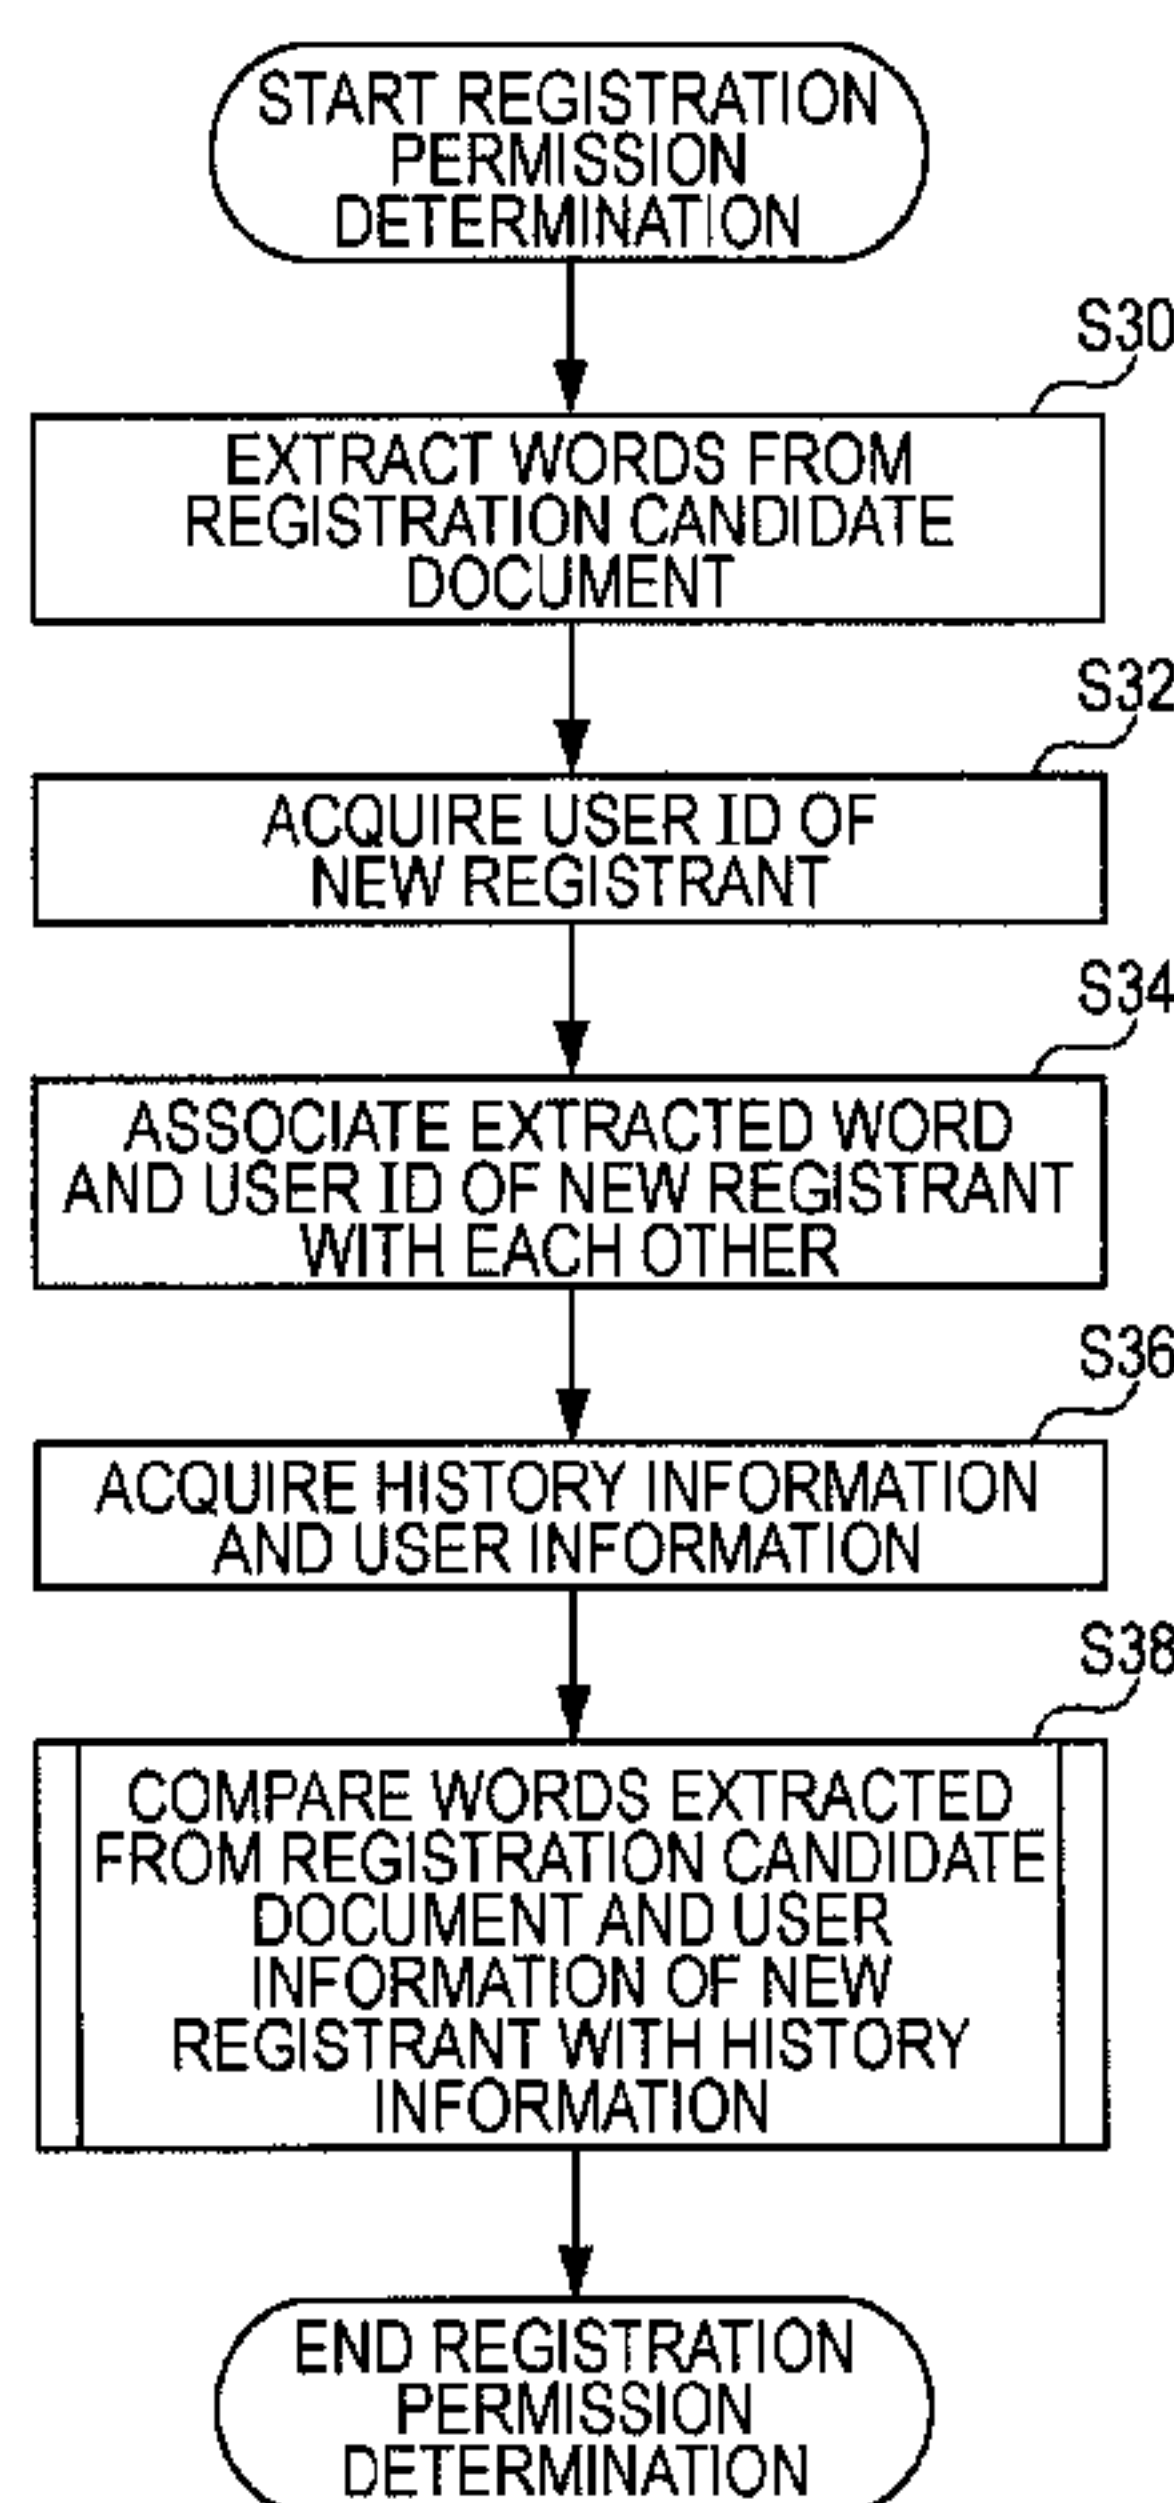 START REGISTRATION
PERMISSION
DETERMINATION
S30
EXTRACT WORDS FROM
REGISTRATION CANDIDATE
DOCUMENT
S32
ACQUIRE USER ID OF
NEW REGISTRANT
S34
ASSOCIATE EXTRACTED WORD
AND USER ID OF NEW REGISTRANT
WITH EACH OTHER
S36
ACQUIRE HISTORY INFORMATION
AND USER INFORMATION
S38
COMPARE WORDS EXTRACTED
FROM REGISTRATION CANDIDATE
DOCUMENT AND USER
INFORMATION OF NEW
REGISTRANT WITH HISTORY
INFORMATION
END REGISTRATION
PERMISSION
DETERMINATION